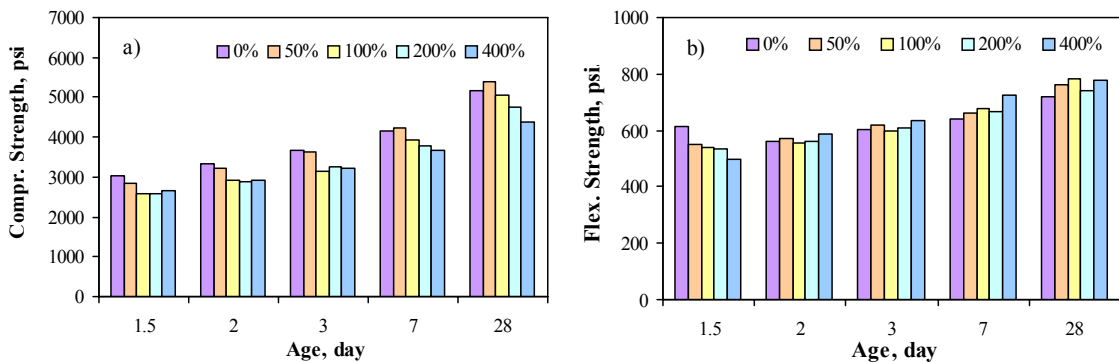 a)
0% 50% 100% 200% 400%
Compr. Strength, psi
7000
6000
5000
4000
3000
2000
1000
0
1.5 2 3 7 28
Age, day
b)
0% 50% 100% 200% 400%
Flex. Strength, psi.
1000
800
600
400
200
0
1.5 2 3 7 28
Age, day